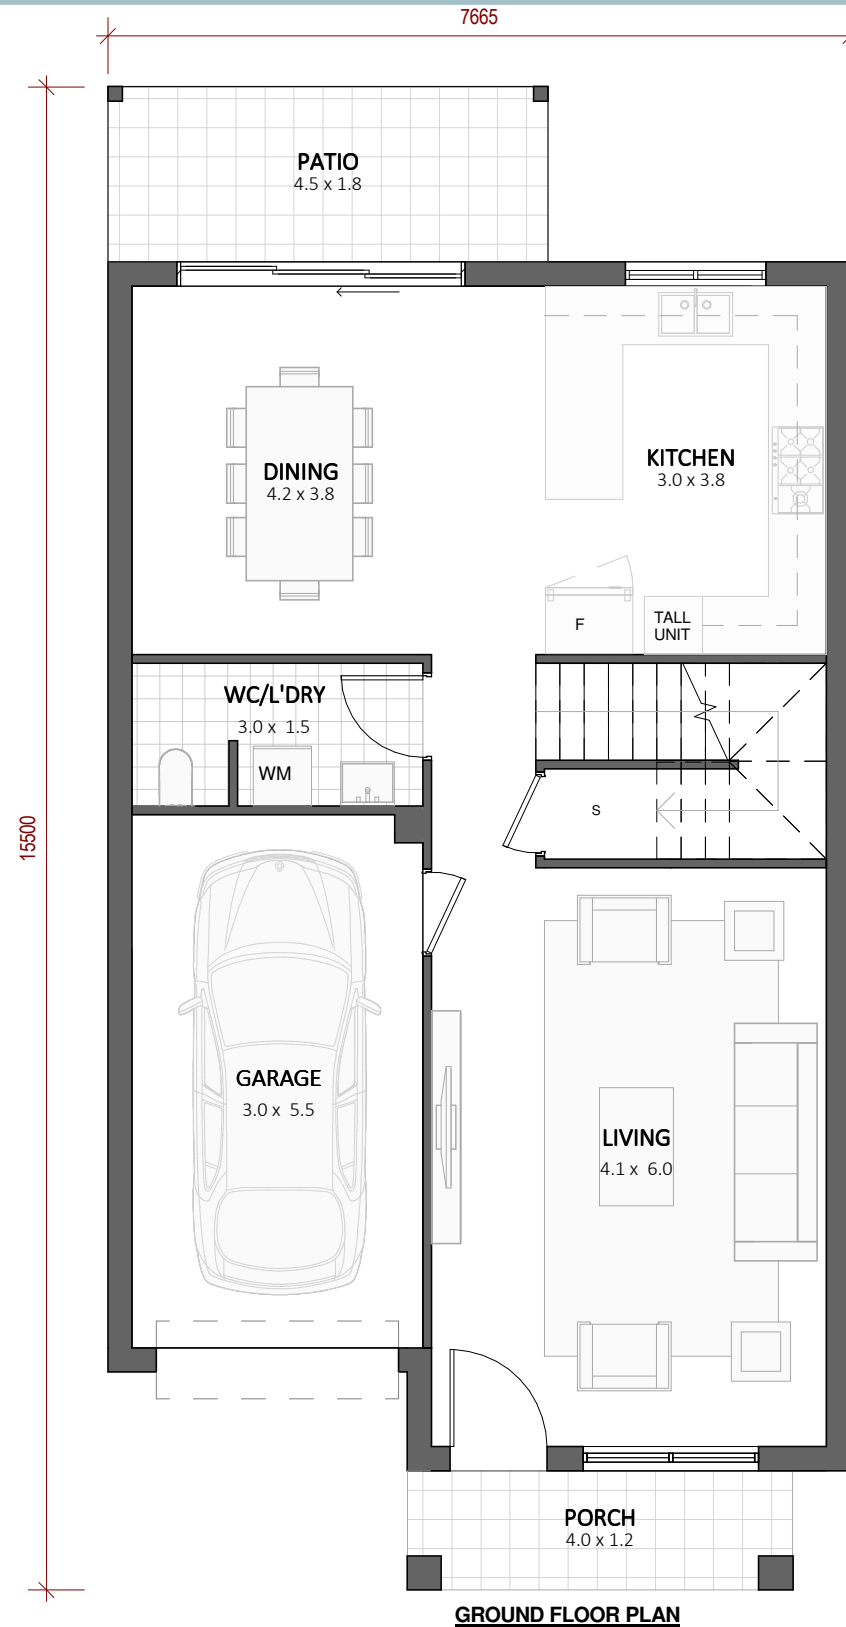 7665
PATIO
4.5 x 1.8
DINING
4.2 x 3.8
KITCHEN
3.0 x 3.8
F
TALL
UNIT
WC/L'DRY
3.0 x 1.5
WM
S
15500
GARAGE
3.0 x 5.5
LIVING
4.1 x 6.0
PORCH
4.0 x 1.2
GROUND FLOOR PLAN